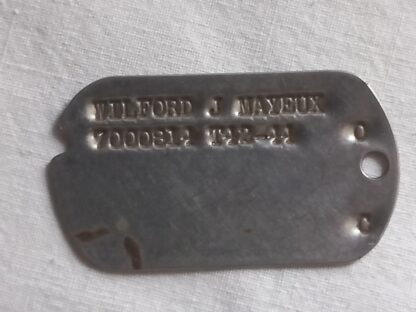 WILFORD J MAYEUX
7000814 T42-44 O
C